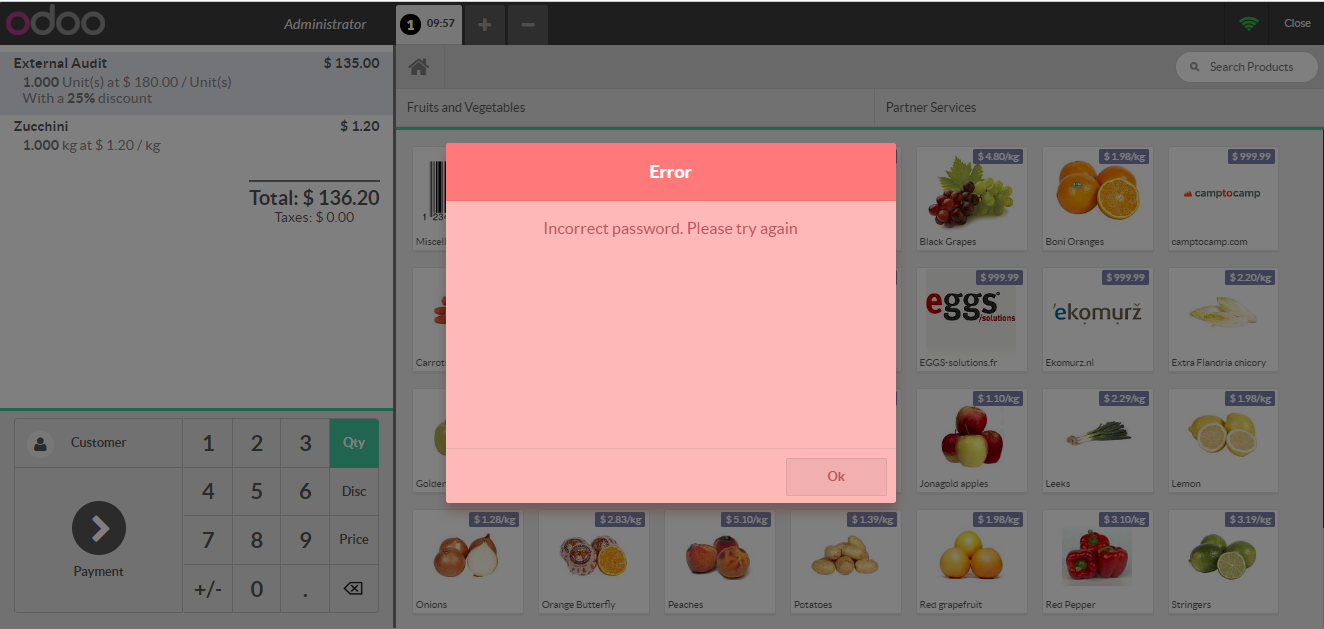 odoo
Administrator
1 09:57
Close
External Audit $ 135.00
1.000 Unit(s) at $ 180.00 / Unit(s)
With a 25% discount
Zucchini $ 1.20
1.000 kg at $ 1.20 / kg
Total: $ 136.20
Taxes: $ 0.00
Search Products
Fruits and Vegetables
Partner Services
Error
Incorrect password. Please try again
Ok
$ 4.80/kg
Black Grapes
$ 1.98/kg
Boni Oranges
$ 999.99
camptocamp
camptocamp.com
$ 999.99
eggs
/solutions
EGGS-solutions.fr
$ 999.99
ekomurž
Ekomurz.nl
$ 2.20/kg
Extra Flandria chicory
$ 1.10/kg
Jonagold apples
$ 2.29/kg
Leeks
$ 1.98/kg
Lemon
$ 1.28/kg
Onions
$ 2.83/kg
Orange Butterfly
$ 5.10/kg
Peaches
$ 1.39/kg
Potatoes
$ 1.98/kg
Red grapefruit
$ 3.10/kg
Red Pepper
$ 3.19/kg
Stringers
Customer
1 2 3 Qty
4 5 6 Disc
7 8 9 Price
+/- 0 .
Payment